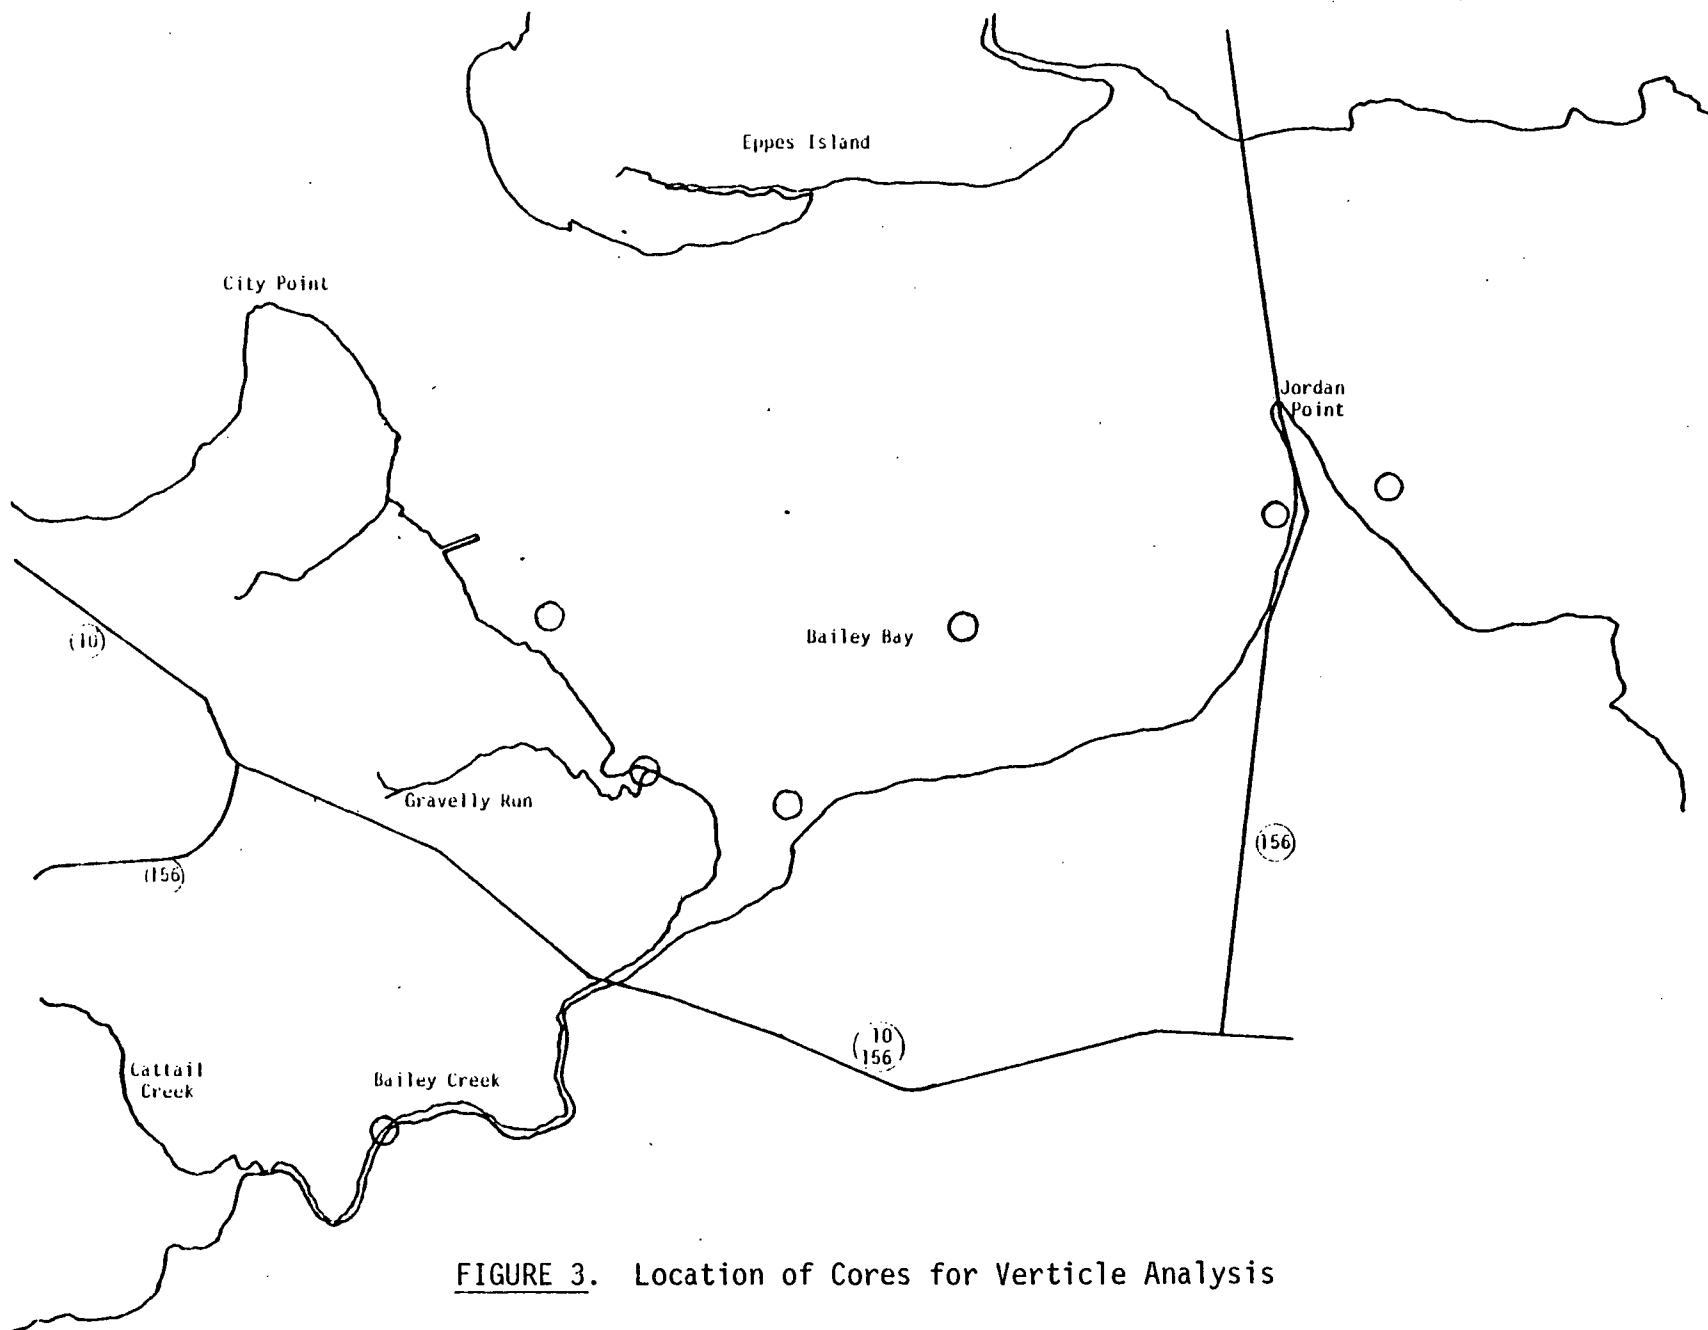 Eppes Island
City Point
Jordan
Point
(10)
Bailey Bay
Gravelly Run
(156)
(156)
10
156
Cattail
Creek
Bailey Creek
FIGURE 3. Location of Cores for Verticle Analysis